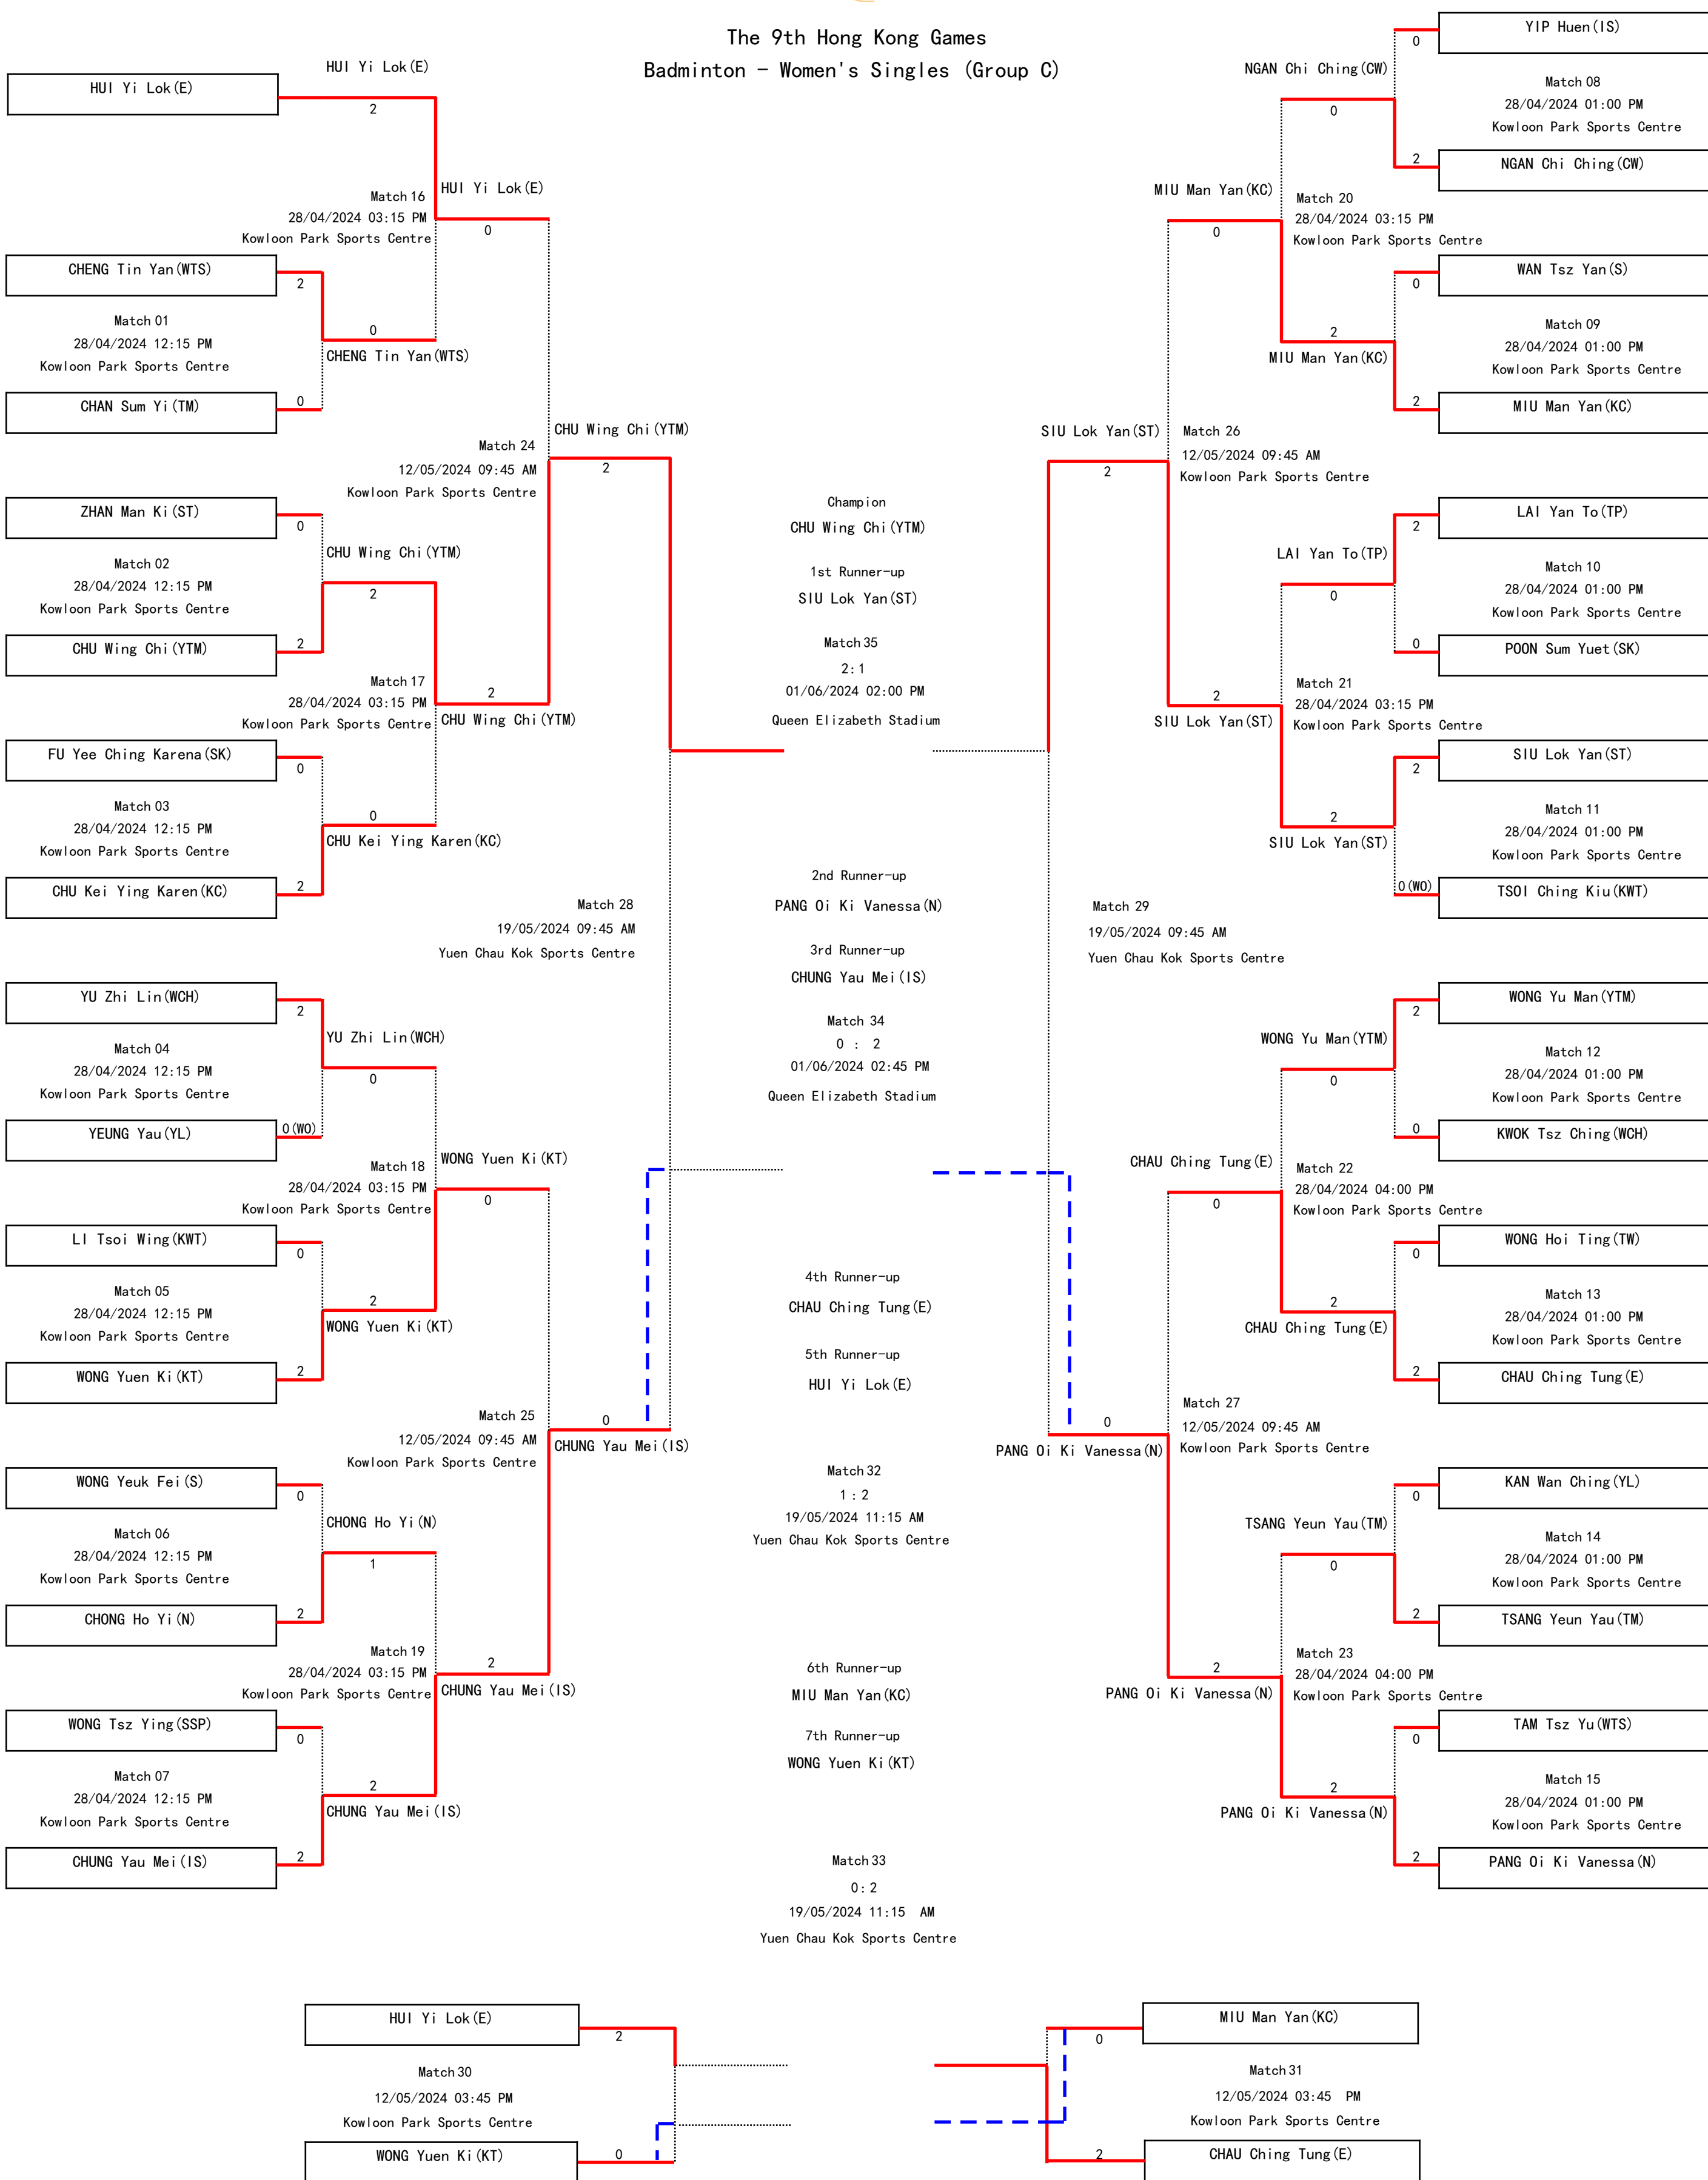 The 9th Hong Kong Games
Badminton - Women's Singles (Group C)
HUI Yi Lok(E)
HUI Yi Lok(E)
2
HUI Yi Lok(E)
0
Match 16
28/04/2024 03:15 PM
Kowloon Park Sports Centre
CHENG Tin Yan(WTS)
2
Match 01
28/04/2024 12:15 PM
Kowloon Park Sports Centre
0
CHENG Tin Yan(WTS)
CHAN Sum Yi(TM)
0
Match 24
12/05/2024 09:45 AM
Kowloon Park Sports Centre
CHU Wing Chi(YTM)
2
ZHAN Man Ki(ST)
0
Match 02
28/04/2024 12:15 PM
Kowloon Park Sports Centre
CHU Wing Chi(YTM)
2
CHU Wing Chi(YTM)
2
Match 17
28/04/2024 03:15 PM
Kowloon Park Sports Centre
2
CHU Wing Chi(YTM)
FU Yee Ching Karena(SK)
0
Match 03
28/04/2024 12:15 PM
Kowloon Park Sports Centre
0
CHU Kei Ying Karen(KC)
CHU Kei Ying Karen(KC)
2
Match 28
19/05/2024 09:45 AM
Yuen Chau Kok Sports Centre
YU Zhi Lin(WCH)
2
Match 04
28/04/2024 12:15 PM
Kowloon Park Sports Centre
YU Zhi Lin(WCH)
0
YEUNG Yau(YL)
0(WO)
Match 18
28/04/2024 03:15 PM
Kowloon Park Sports Centre
WONG Yuen Ki(KT)
0
LI Tsoi Wing(KWT)
0
Match 05
28/04/2024 12:15 PM
Kowloon Park Sports Centre
2
WONG Yuen Ki(KT)
WONG Yuen Ki(KT)
2
Match 25
12/05/2024 09:45 AM
Kowloon Park Sports Centre
0
CHUNG Yau Mei(IS)
WONG Yeuk Fei(S)
0
Match 06
28/04/2024 12:15 PM
Kowloon Park Sports Centre
CHONG Ho Yi(N)
1
CHONG Ho Yi(N)
2
Match 19
28/04/2024 03:15 PM
Kowloon Park Sports Centre
2
CHUNG Yau Mei(IS)
WONG Tsz Ying(SSP)
0
Match 07
28/04/2024 12:15 PM
Kowloon Park Sports Centre
2
CHUNG Yau Mei(IS)
CHUNG Yau Mei(IS)
2
Champion
CHU Wing Chi(YTM)
1st Runner-up
SIU Lok Yan(ST)
Match 35
2:1
01/06/2024 02:00 PM
Queen Elizabeth Stadium
2nd Runner-up
PANG Oi Ki Vanessa(N)
3rd Runner-up
CHUNG Yau Mei(IS)
Match 34
0 : 2
01/06/2024 02:45 PM
Queen Elizabeth Stadium
4th Runner-up
CHAU Ching Tung(E)
5th Runner-up
HUI Yi Lok(E)
Match 32
1 : 2
19/05/2024 11:15 AM
Yuen Chau Kok Sports Centre
6th Runner-up
MIU Man Yan(KC)
7th Runner-up
WONG Yuen Ki(KT)
Match 33
0:2
19/05/2024 11:15 AM
Yuen Chau Kok Sports Centre
YIP Huen(IS)
0
NGAN Chi Ching(CW)
0
Match 08
28/04/2024 01:00 PM
Kowloon Park Sports Centre
2
NGAN Chi Ching(CW)
MIU Man Yan(KC)
0
Match 20
28/04/2024 03:15 PM
Kowloon Park Sports Centre
WAN Tsz Yan(S)
0
Match 09
28/04/2024 01:00 PM
Kowloon Park Sports Centre
2
MIU Man Yan(KC)
2
MIU Man Yan(KC)
SIU Lok Yan(ST)
2
Match 26
12/05/2024 09:45 AM
Kowloon Park Sports Centre
LAI Yan To(TP)
2
LAI Yan To(TP)
0
Match 10
28/04/2024 01:00 PM
Kowloon Park Sports Centre
0
POON Sum Yuet(SK)
Match 21
28/04/2024 03:15 PM
Kowloon Park Sports Centre
2
SIU Lok Yan(ST)
SIU Lok Yan(ST)
2
Match 11
28/04/2024 01:00 PM
Kowloon Park Sports Centre
2
SIU Lok Yan(ST)
0(WO)
TSOI Ching Kiu(KWT)
Match 29
19/05/2024 09:45 AM
Yuen Chau Kok Sports Centre
WONG Yu Man(YTM)
2
WONG Yu Man(YTM)
0
Match 12
28/04/2024 01:00 PM
Kowloon Park Sports Centre
0
KWOK Tsz Ching(WCH)
CHAU Ching Tung(E)
0
Match 22
28/04/2024 04:00 PM
Kowloon Park Sports Centre
WONG Hoi Ting(TW)
0
Match 13
28/04/2024 01:00 PM
Kowloon Park Sports Centre
2
CHAU Ching Tung(E)
2
CHAU Ching Tung(E)
Match 27
12/05/2024 09:45 AM
Kowloon Park Sports Centre
0
PANG Oi Ki Vanessa(N)
KAN Wan Ching(YL)
0
TSANG Yeun Yau(TM)
0
Match 14
28/04/2024 01:00 PM
Kowloon Park Sports Centre
2
TSANG Yeun Yau(TM)
Match 23
28/04/2024 04:00 PM
Kowloon Park Sports Centre
2
PANG Oi Ki Vanessa(N)
TAM Tsz Yu(WTS)
0
Match 15
28/04/2024 01:00 PM
Kowloon Park Sports Centre
2
PANG Oi Ki Vanessa(N)
2
PANG Oi Ki Vanessa(N)
HUI Yi Lok(E)
2
Match 30
12/05/2024 03:45 PM
Kowloon Park Sports Centre
WONG Yuen Ki(KT)
0
MIU Man Yan(KC)
0
Match 31
12/05/2024 03:45 PM
Kowloon Park Sports Centre
2
CHAU Ching Tung(E)